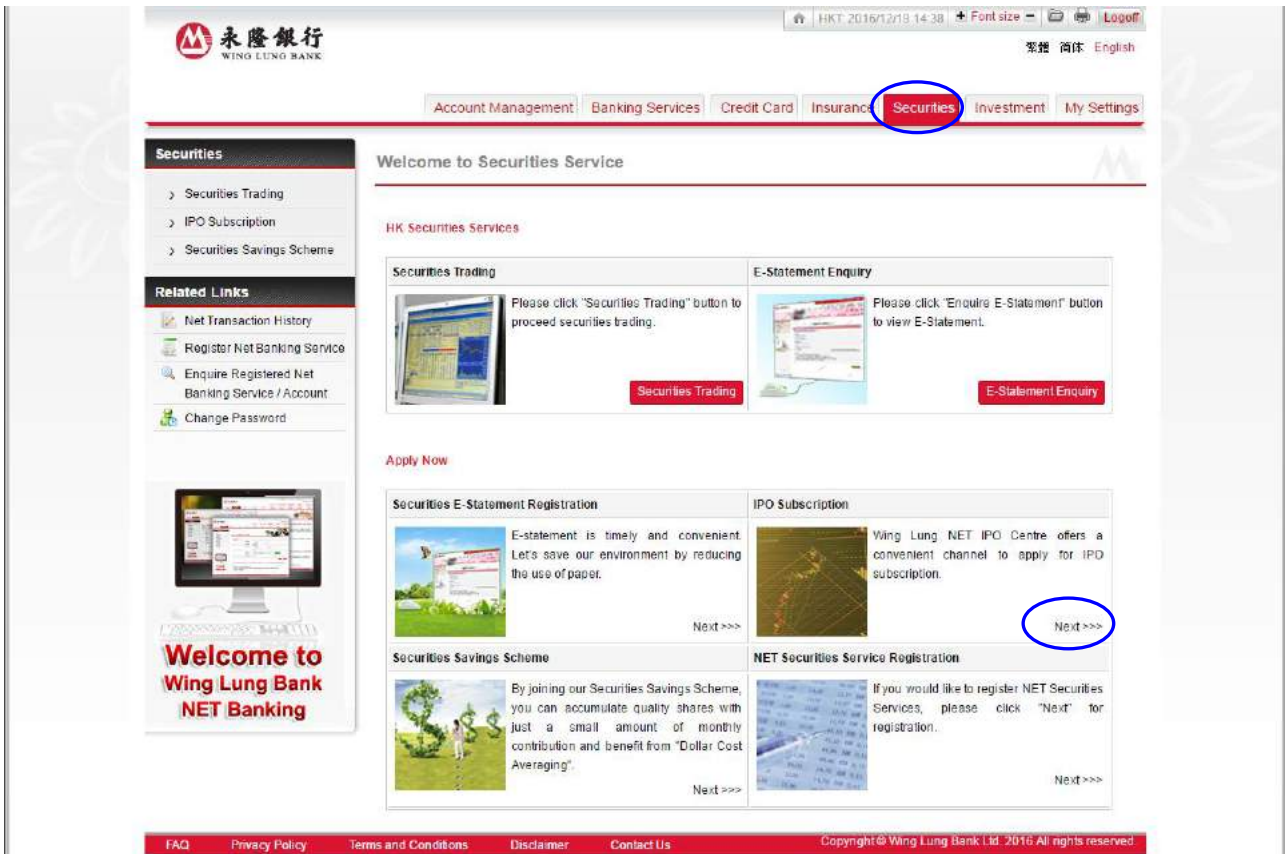 HKT: 2016/12/19 14:38 + Font size − Logoff
永隆銀行
WING LUNG BANK
繁體 简体 English
Account Management Banking Services Credit Card Insurance Securities Investment My Settings
Securities
Securities Trading
IPO Subscription
Securities Savings Scheme
Related Links
Net Transaction History
Register Net Banking Service
Enquire Registered Net
Banking Service / Account
Change Password
Welcome to
Wing Lung Bank
NET Banking
Welcome to Securities Service
HK Securities Services
Securities Trading
Please click "Securities Trading" button to
proceed securities trading.
Securities Trading
E-Statement Enquiry
Please click "Enquire E-Statement" button
to view E-Statement.
E-Statement Enquiry
Apply Now
Securities E-Statement Registration
E-statement is timely and convenient.
Let's save our environment by reducing
the use of paper.
Next >>>
IPO Subscription
Wing Lung NET IPO Centre offers a
convenient channel to apply for IPO
subscription.
Next >>>
Securities Savings Scheme
By joining our Securities Savings Scheme,
you can accumulate quality shares with
just a small amount of monthly
contribution and benefit from "Dollar Cost
Averaging".
Next >>>
NET Securities Service Registration
If you would like to register NET Securities
Services, please click "Next" for
registration.
Next >>>
FAQ Privacy Policy Terms and Conditions Disclaimer Contact Us Copyright © Wing Lung Bank Ltd. 2016 All rights reserved